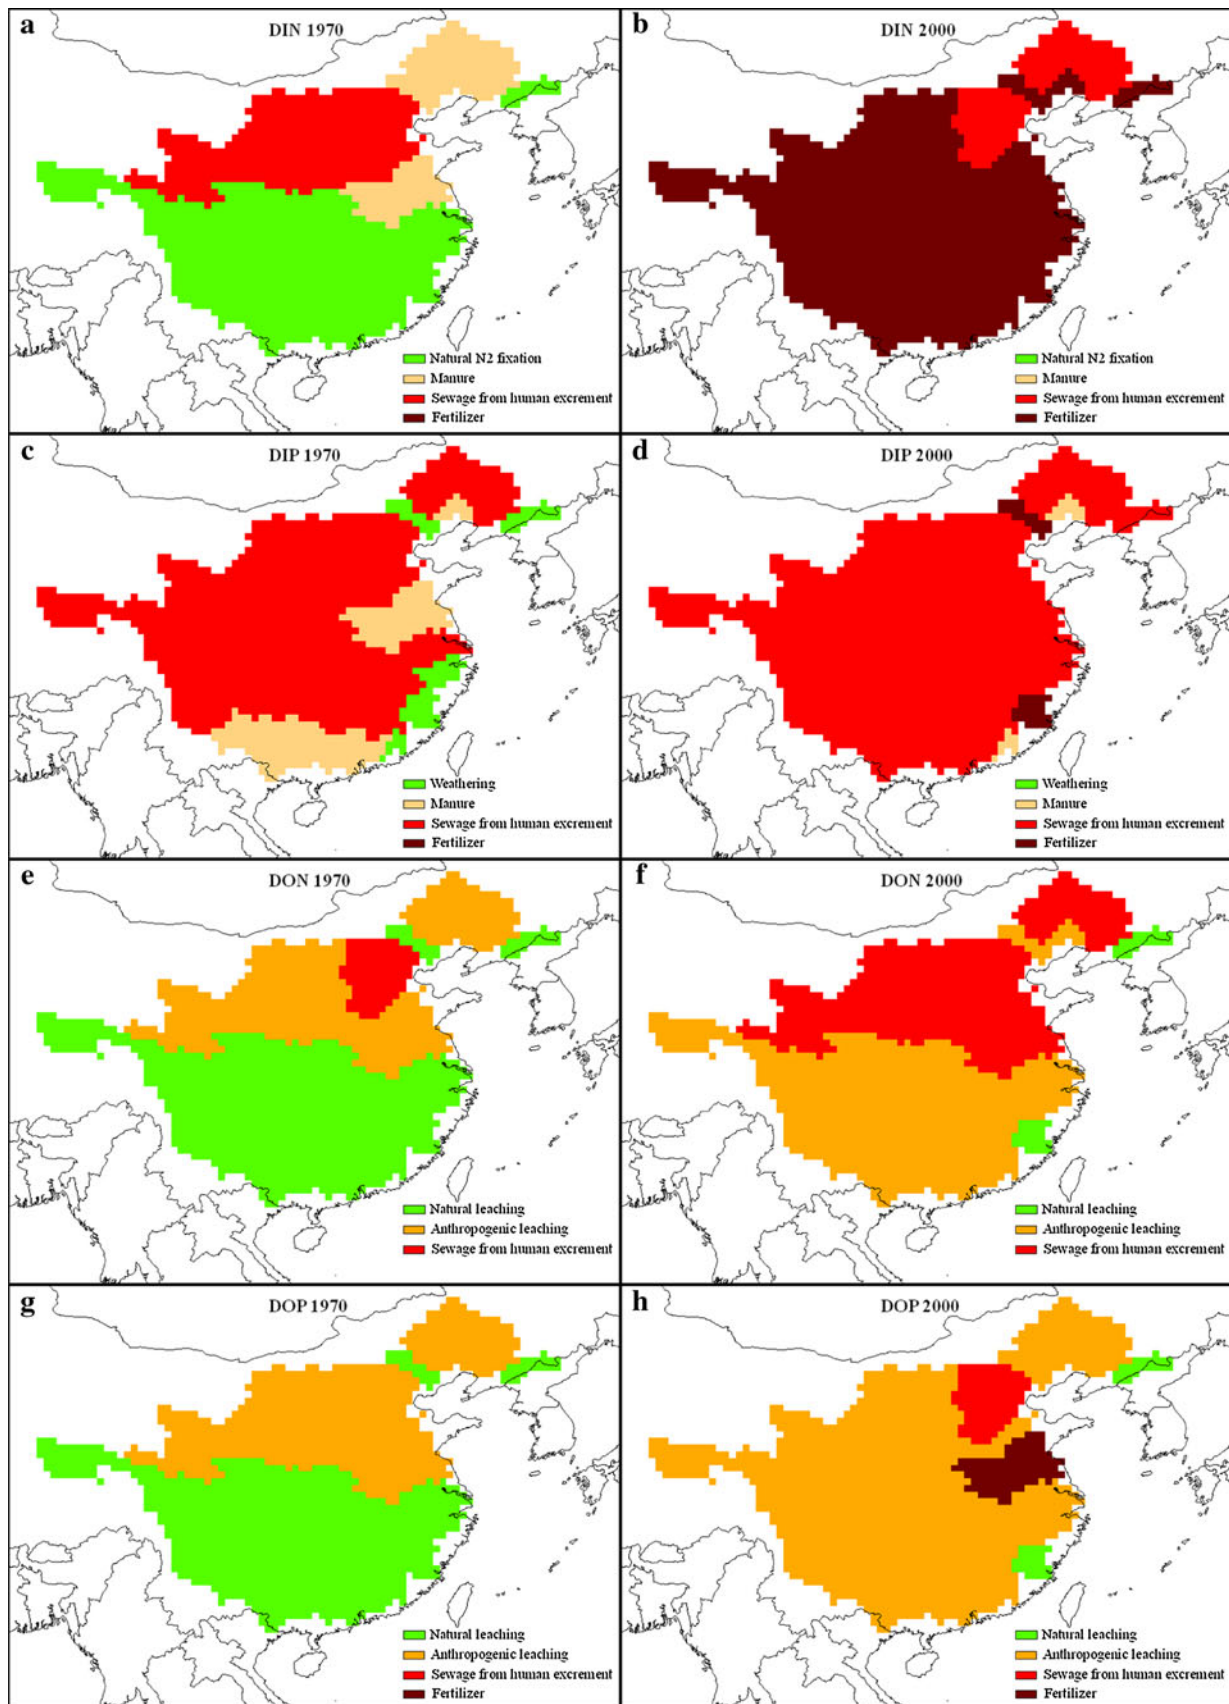 a DIN 1970
Natural N2 fixation
Manure
Sewage from human excrement
Fertilizer
b DIN 2000
Natural N2 fixation
Manure
Sewage from human excrement
Fertilizer
c DIP 1970
Weathering
Manure
Sewage from human excrement
Fertilizer
d DIP 2000
Weathering
Manure
Sewage from human excrement
Fertilizer
e DON 1970
Natural leaching
Anthropogenic leaching
Sewage from human excrement
f DON 2000
Natural leaching
Anthropogenic leaching
Sewage from human excrement
g DOP 1970
Natural leaching
Anthropogenic leaching
Sewage from human excrement
Fertilizer
h DOP 2000
Natural leaching
Anthropogenic leaching
Sewage from human excrement
Fertilizer